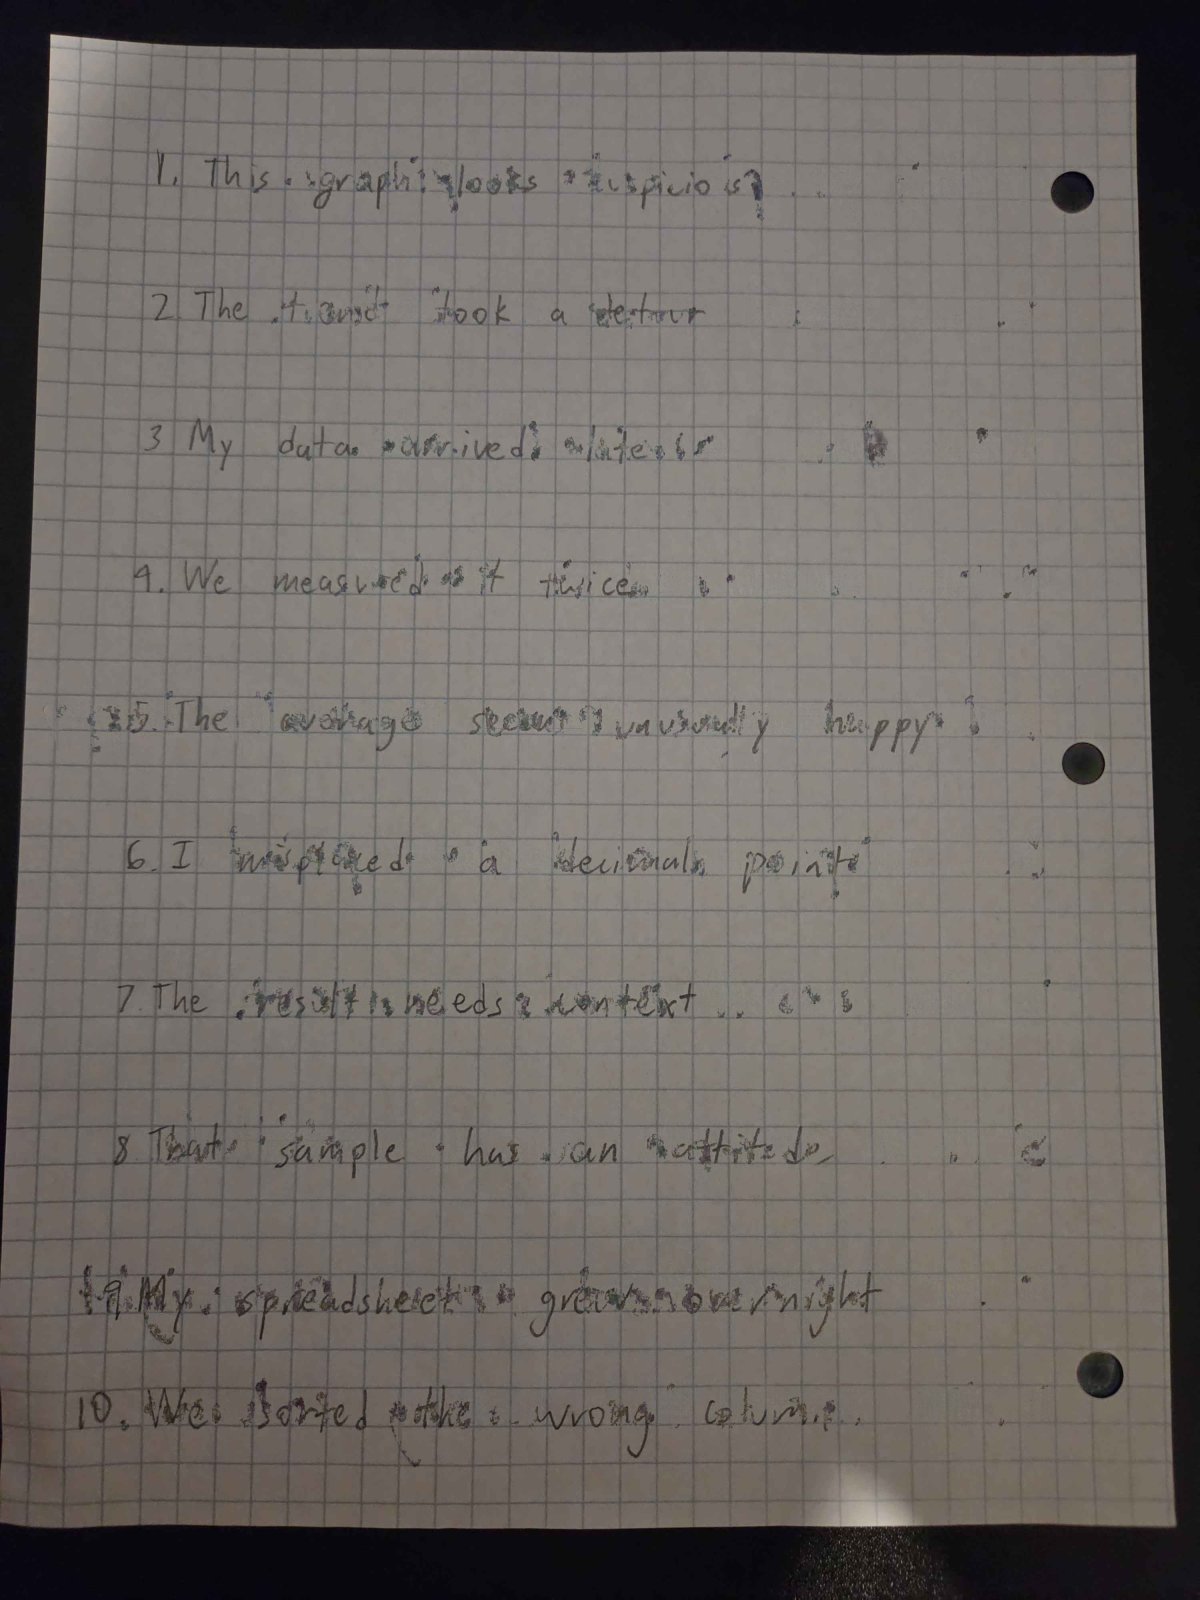 1. This graph looks suspicious
2 The trend took a detour
3 My data arrived late
4. We measured it twice
5. The average seems unusually happy
6. I misplaced a decimal point
7. The result needs context
8 That sample has an attitude
9. My spreadsheet grew overnight
10. We sorted the wrong column